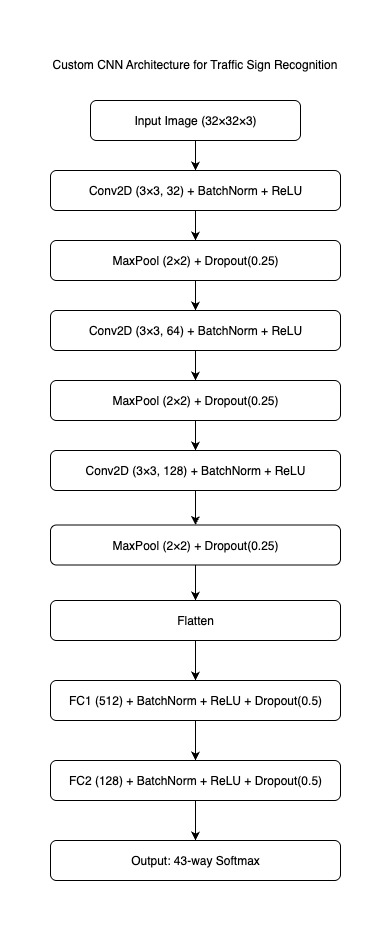 Custom CNN Architecture for Traffic Sign Recognition
Input Image (32×32×3)
Conv2D (3×3, 32) + BatchNorm + ReLU
MaxPool (2×2) + Dropout(0.25)
Conv2D (3×3, 64) + BatchNorm + ReLU
MaxPool (2×2) + Dropout(0.25)
Conv2D (3×3, 128) + BatchNorm + ReLU
MaxPool (2×2) + Dropout(0.25)
Flatten
FC1 (512) + BatchNorm + ReLU + Dropout(0.5)
FC2 (128) + BatchNorm + ReLU + Dropout(0.5)
Output: 43-way Softmax